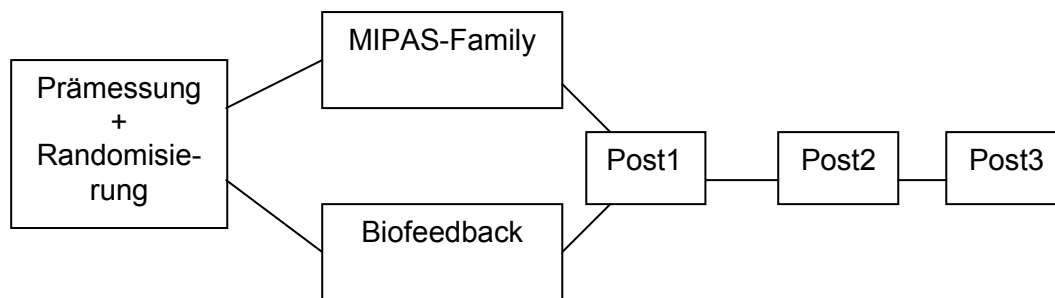 Prämessung
+
Randomisie-
rung
MIPAS-Family
Biofeedback
Post1
Post2
Post3